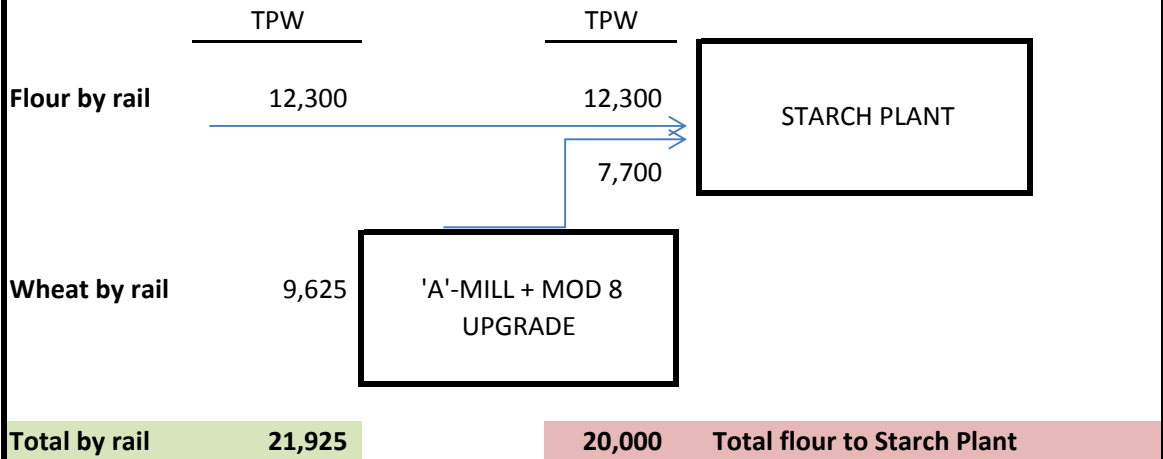 TPW TPW
Flour by rail 12,300 12,300 STARCH PLANT
7,700
Wheat by rail 9,625 'A'-MILL + MOD 8
UPGRADE
Total by rail 21,925 20,000 Total flour to Starch Plant